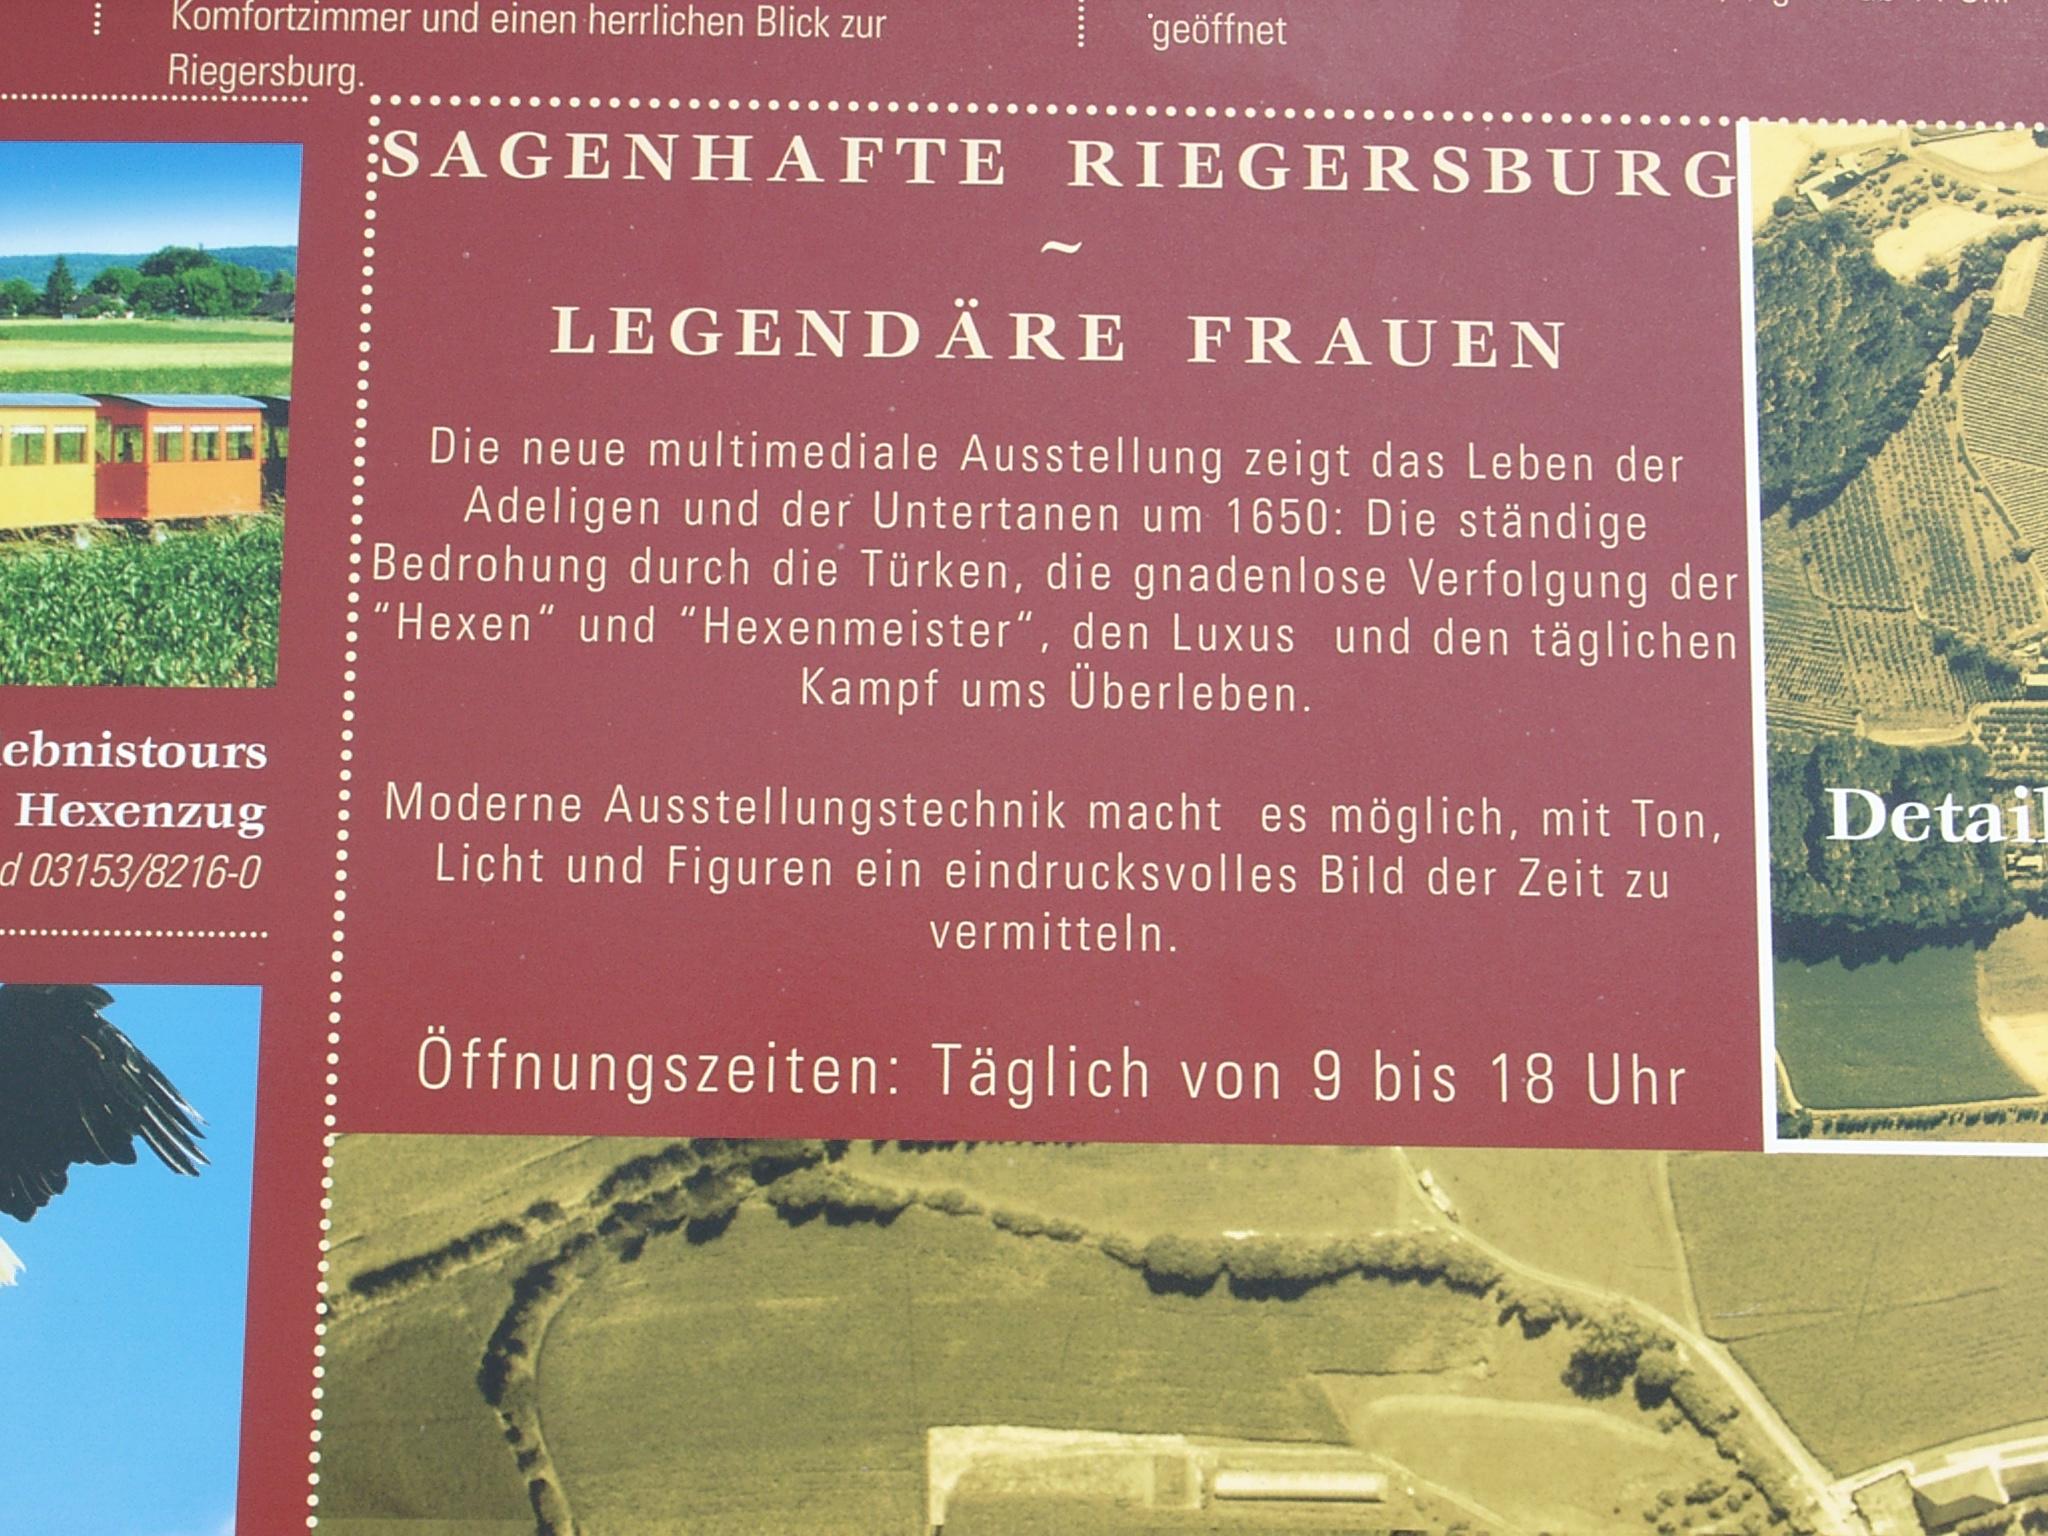 Komfortzimmer und einen herrlichen Blick zur
Riegersburg.
geöffnet
SAGENHAFTE RIEGERSBURG
~
LEGENDÄRE FRAUEN
Die neue multimediale Ausstellung zeigt das Leben der
Adeligen und der Untertanen um 1650: Die ständige
Bedrohung durch die Türken, die gnadenlose Verfolgung der
“Hexen“ und “Hexenmeister“, den Luxus und den täglichen
Kampf ums Überleben.
Moderne Ausstellungstechnik macht es möglich, mit Ton,
Licht und Figuren ein eindrucksvolles Bild der Zeit zu
vermitteln.
Öffnungszeiten: Täglich von 9 bis 18 Uhr
lebnistours
Hexenzug
d 03153/8216-0
Detail